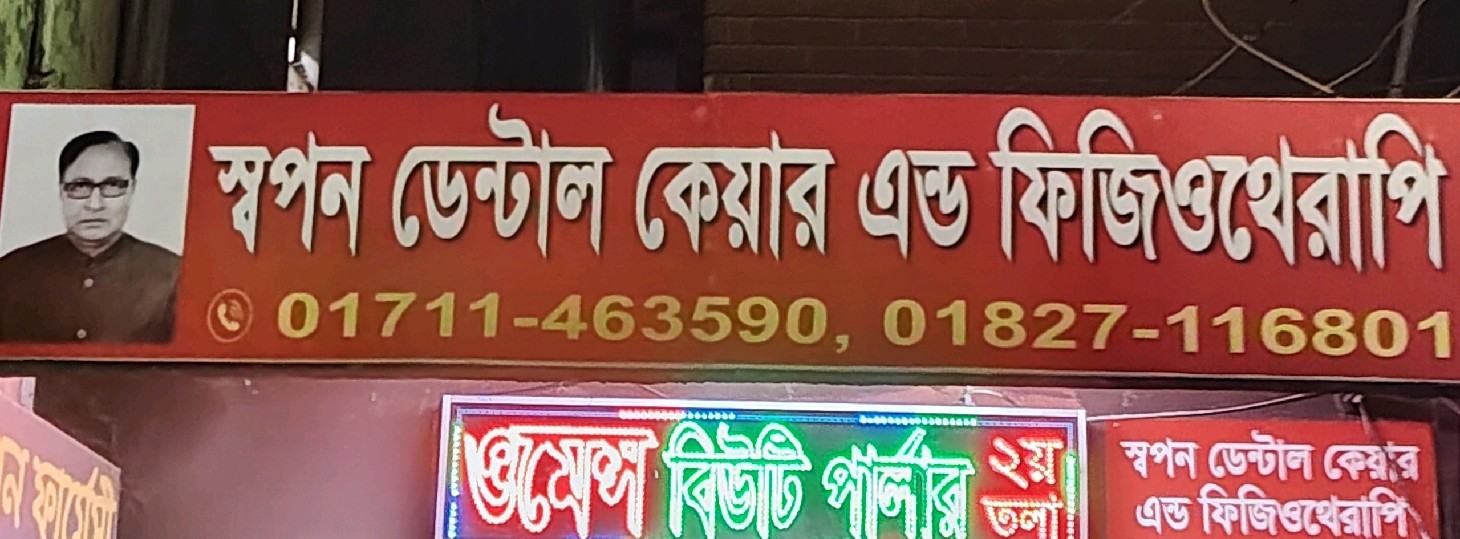 স্বপন ডেন্টাল কেয়ার এন্ড ফিজিওথেরাপি
01711-463590, 01827-116801
ওমেন্স বিউটি পার্লার ২য় তলা
স্বপন ডেন্টাল কেয়ার
এন্ড ফিজিওথেরাপি
ফার্মেসী